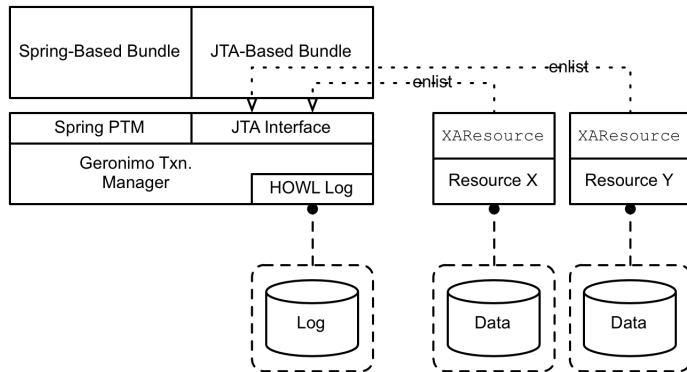 Spring-Based Bundle
JTA-Based Bundle
enlist
enlist
Spring PTM
JTA Interface
XAResource
XAResource
Geronimo Txn.
Manager
HOWL Log
Resource X
Resource Y
Log
Data
Data